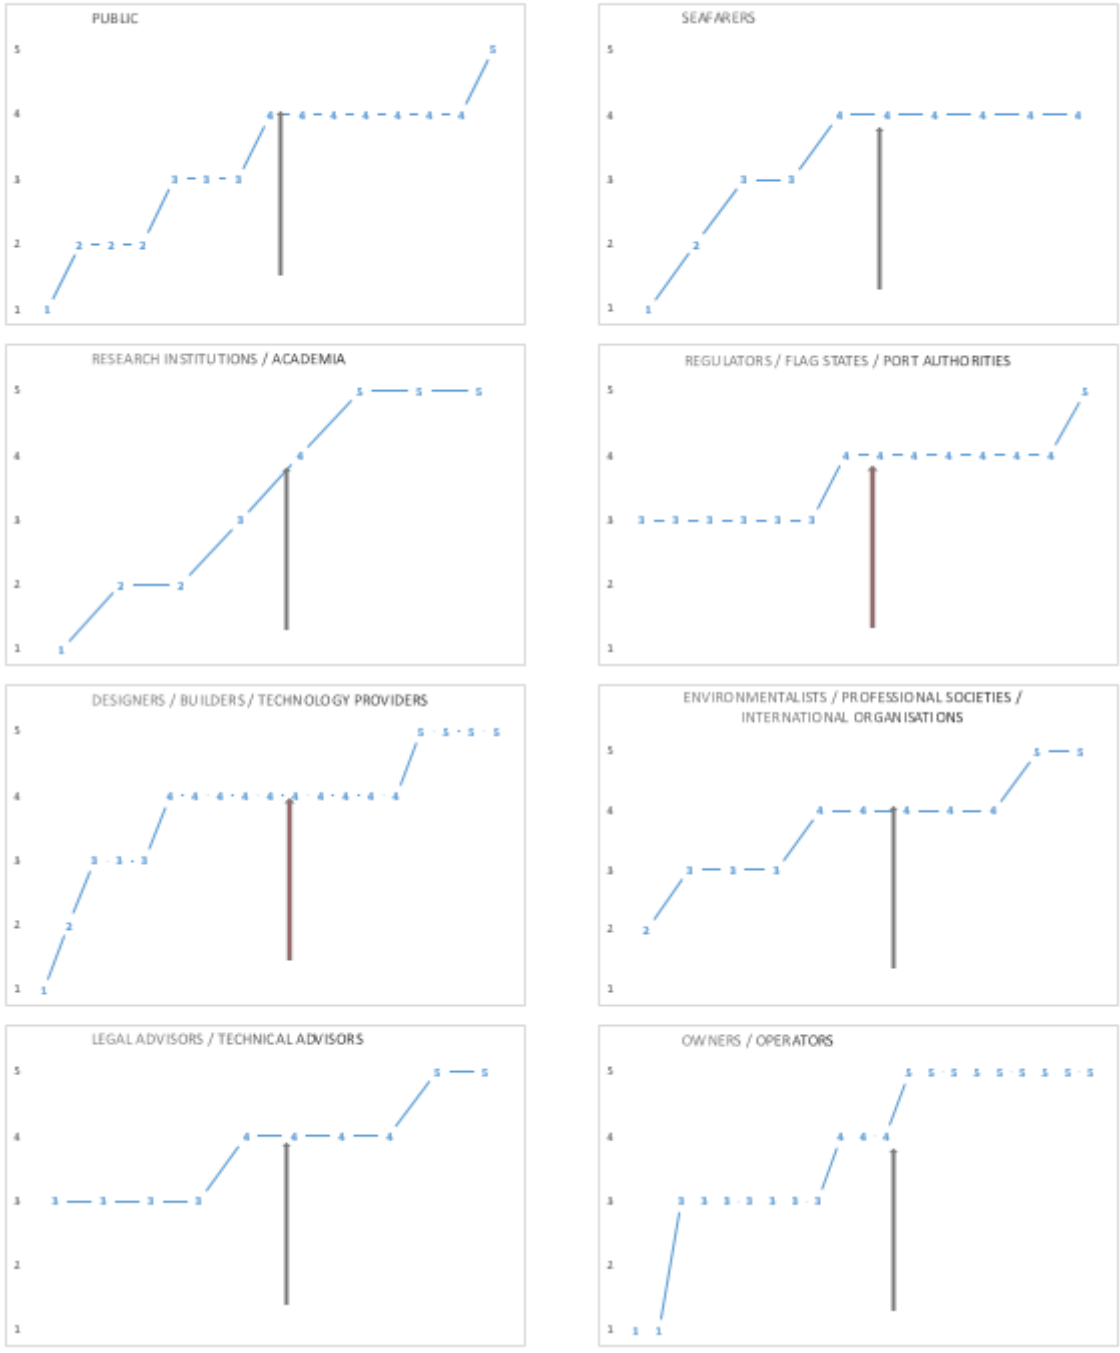 PUBLIC
5 5
4 4 4 4 4 4 4 4
3 3 3 3
2 2 2 2
1 1
SEAFARERS
5
4 4 4 4 4 4 4
3 3 3
2 2
1 1
RESEARCH INSTITUTIONS / ACADEMIA
5 5 5 5
4 4
3 3
2 2 2
1 1
REGULATORS / FLAG STATES / PORT AUTHORITIES
5 5
4 4 4 4 4 4 4 4
3 3 3 3 3 3 3
2
1
DESIGNERS / BUILDERS / TECHNOLOGY PROVIDERS
5 5 5 5 5
4 4 4 4 4 4 4 4 4 4 4
3 3 3 3
2 2
1 1
ENVIRONMENTALISTS / PROFESSIONAL SOCIETIES /
INTERNATIONAL ORGANISATIONS
5 5 5
4 4 4 4 4 4
3 3 3 3
2 2
1
LEGAL ADVISORS / TECHNICAL ADVISORS
5 5 5
4 4 4 4 4
3 3 3 3 3
2
1
OWNERS / OPERATORS
5 5 5 5 5 5 5 5 5 5
4 4 4 4
3 3 3 3 3 3 3 3
2
1 1 1